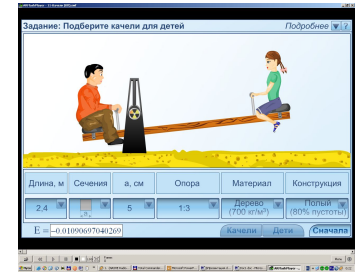 Задание: Подберите качели для детей Подробнее ?
Длина, м Сечения a, см Опора Материал Конструкция
2,4 a 5 1:3 Дерево (700 кг/м³) Полый (80% пустоты)
E = -0.01090697040269 Качели Дети Сначала